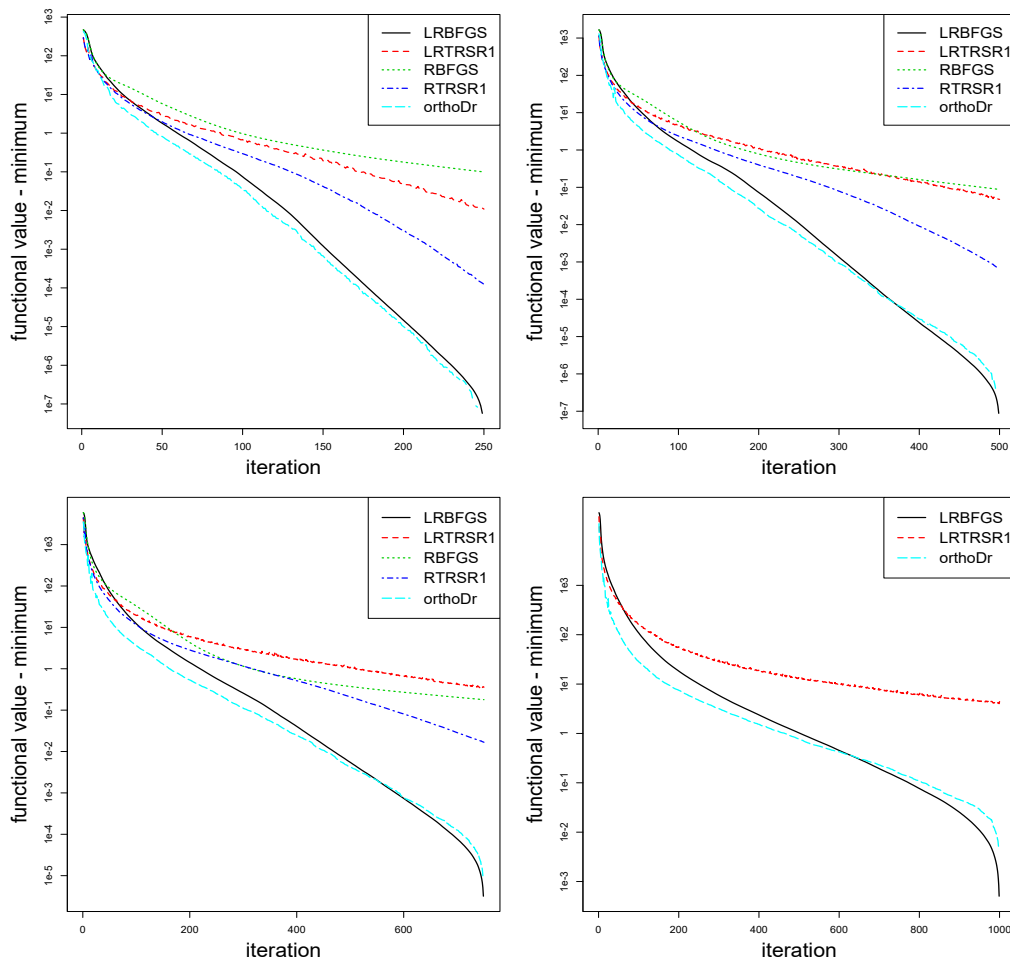 functional value - minimum
1e3
1e2
1e1
1
1e-1
1e-2
1e-3
1e-4
1e-5
1e-6
1e-7
LRBFGS
LRTRSR1
RBFGS
RTRSR1
orthoDr
0
50
100
150
200
250
iteration
functional value - minimum
1e3
1e2
1e1
1
1e-1
1e-2
1e-3
1e-4
1e-5
1e-6
1e-7
LRBFGS
LRTRSR1
RBFGS
RTRSR1
orthoDr
0
100
200
300
400
500
iteration
functional value - minimum
1e3
1e2
1e1
1
1e-1
1e-2
1e-3
1e-4
1e-5
LRBFGS
LRTRSR1
RBFGS
RTRSR1
orthoDr
0
200
400
600
iteration
functional value - minimum
1e3
1e2
1e1
1
1e-1
1e-2
1e-3
LRBFGS
LRTRSR1
orthoDr
0
200
400
600
800
1000
iteration